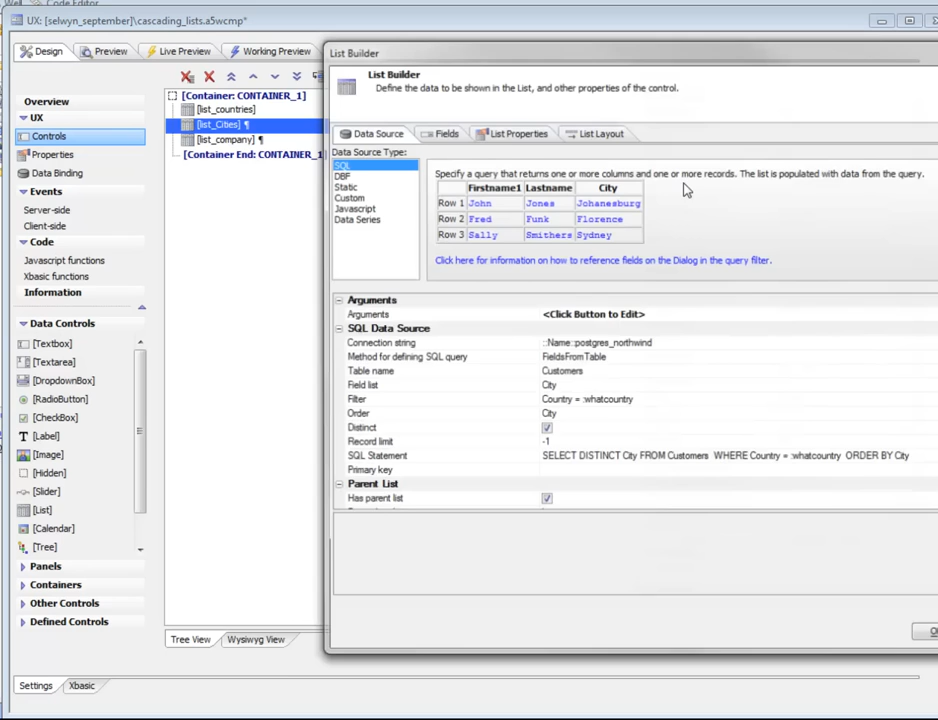 Code Editor
UX: [selwyn_september]\cascading_lists.a5wcmp*
Design
Preview
Live Preview
Working Preview
List Builder
List Builder
Define the data to be shown in the List, and other properties of the control.
Overview
UX
Controls
Properties
Data Binding
Events
Server-side
Client-side
Code
Javascript functions
Xbasic functions
Information
Data Controls
[Textbox]
[Textarea]
[DropdownBox]
[RadioButton]
[CheckBox]
[Label]
[Image]
[Hidden]
[Slider]
[List]
[Calendar]
[Tree]
Panels
Containers
Other Controls
Defined Controls
[Container: CONTAINER_1]
[list_countries]
[list_Cities] ¶
[list_company] ¶
[Container End: CONTAINER_1
Data Source
Fields
List Properties
List Layout
Data Source Type:
SQL
DBF
Static
Custom
Javascript
Data Series
Specify a query that returns one or more columns and one or more records. The list is populated with data from the query.
Firstname1 Lastname City
Row 1 John Jones Johanesburg
Row 2 Fred Funk Florence
Row 3 Sally Smithers Sydney
Click here for information on how to reference fields on the Dialog in the query filter.
Arguments
Arguments <Click Button to Edit>
SQL Data Source
Connection string ::Name::postgres_northwind
Method for defining SQL query FieldsFromTable
Table name Customers
Field list City
Filter Country = :whatcountry
Order City
Distinct
Record limit -1
SQL Statement SELECT DISTINCT City FROM Customers WHERE Country = :whatcountry ORDER BY City
Primary key
Parent List
Has parent list
Tree View
Wysiwyg View
Settings
Xbasic